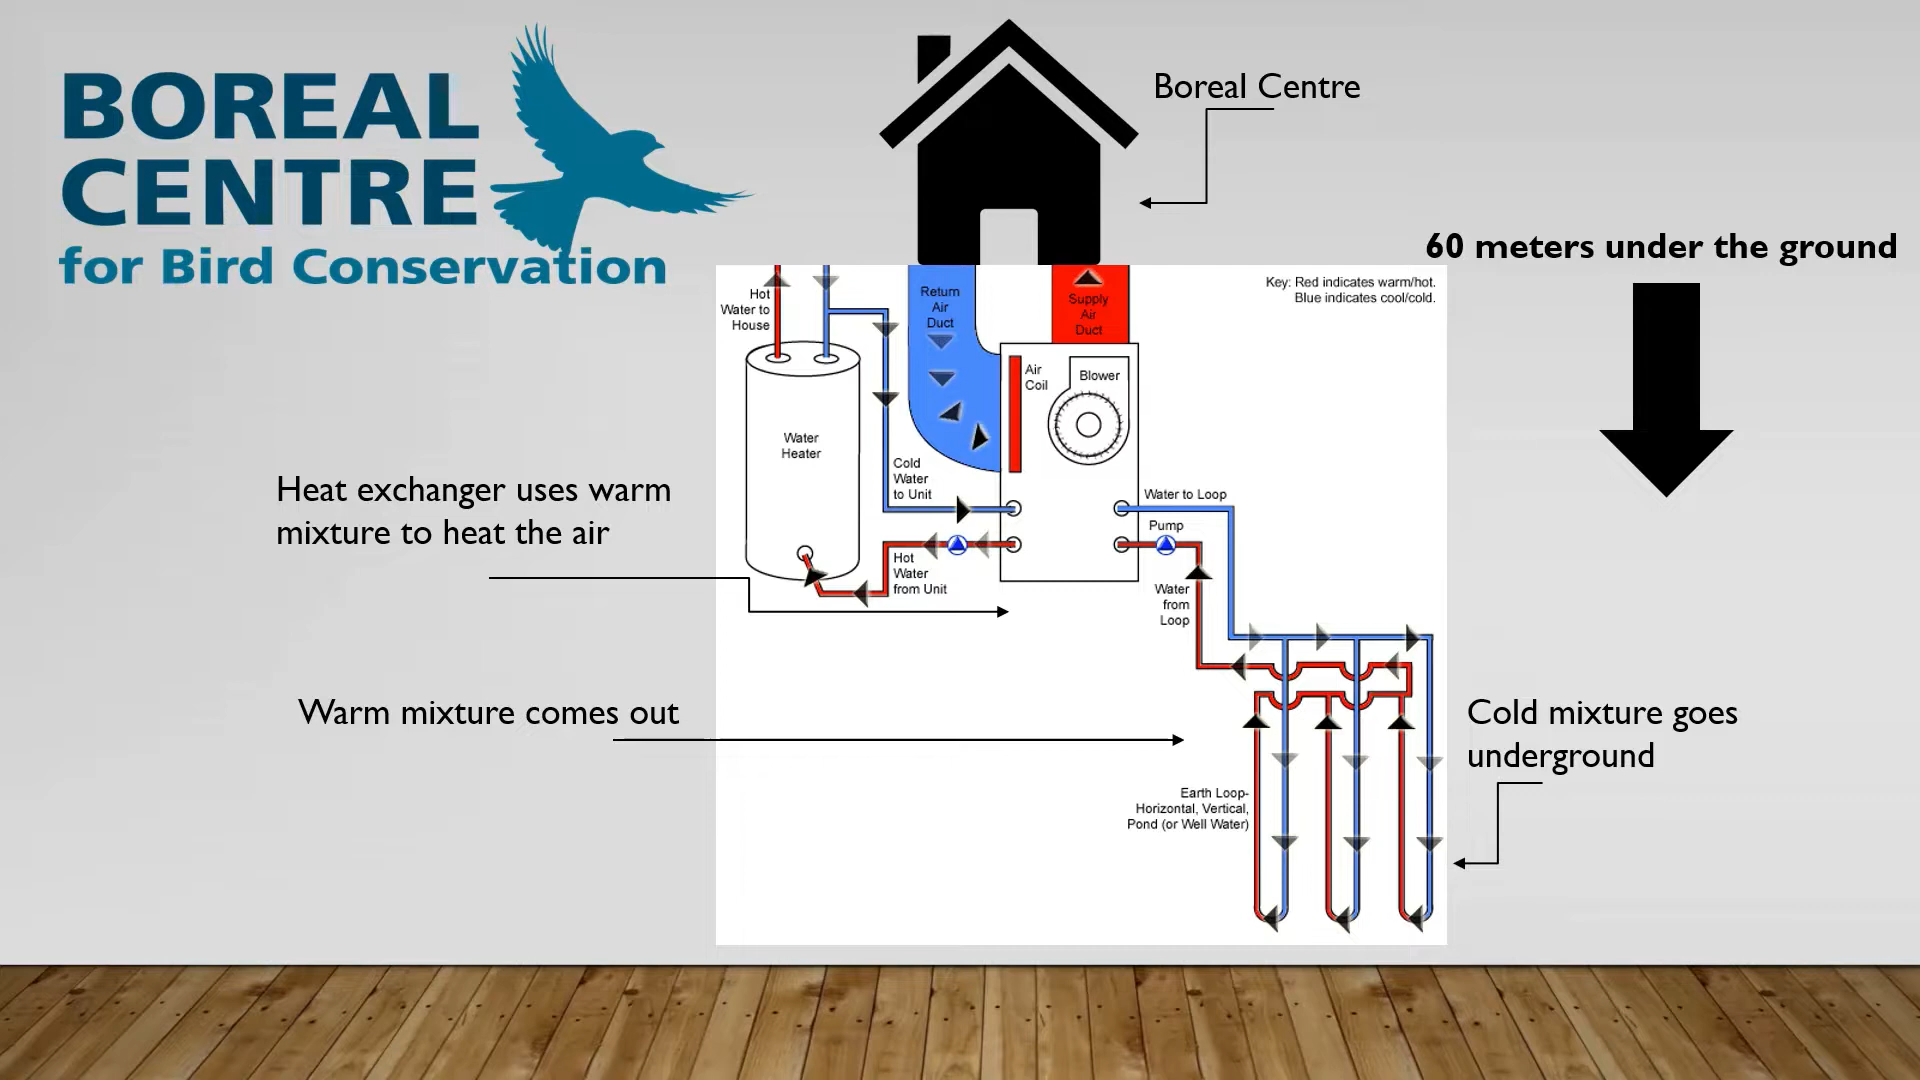 BOREAL
CENTRE
for Bird Conservation
Boreal Centre
60 meters under the ground
Key: Red indicates warm/hot.
Blue indicates cool/cold.
Hot
Water to
House
Return
Air
Duct
Supply
Air
Duct
Air
Coil
Blower
Water
Heater
Cold
Water
to Unit
Water to Loop
Pump
Hot
Water
from Unit
Water
from
Loop
Heat exchanger uses warm
mixture to heat the air
Warm mixture comes out
Cold mixture goes
underground
Earth Loop-
Horizontal, Vertical,
Pond (or Well Water)